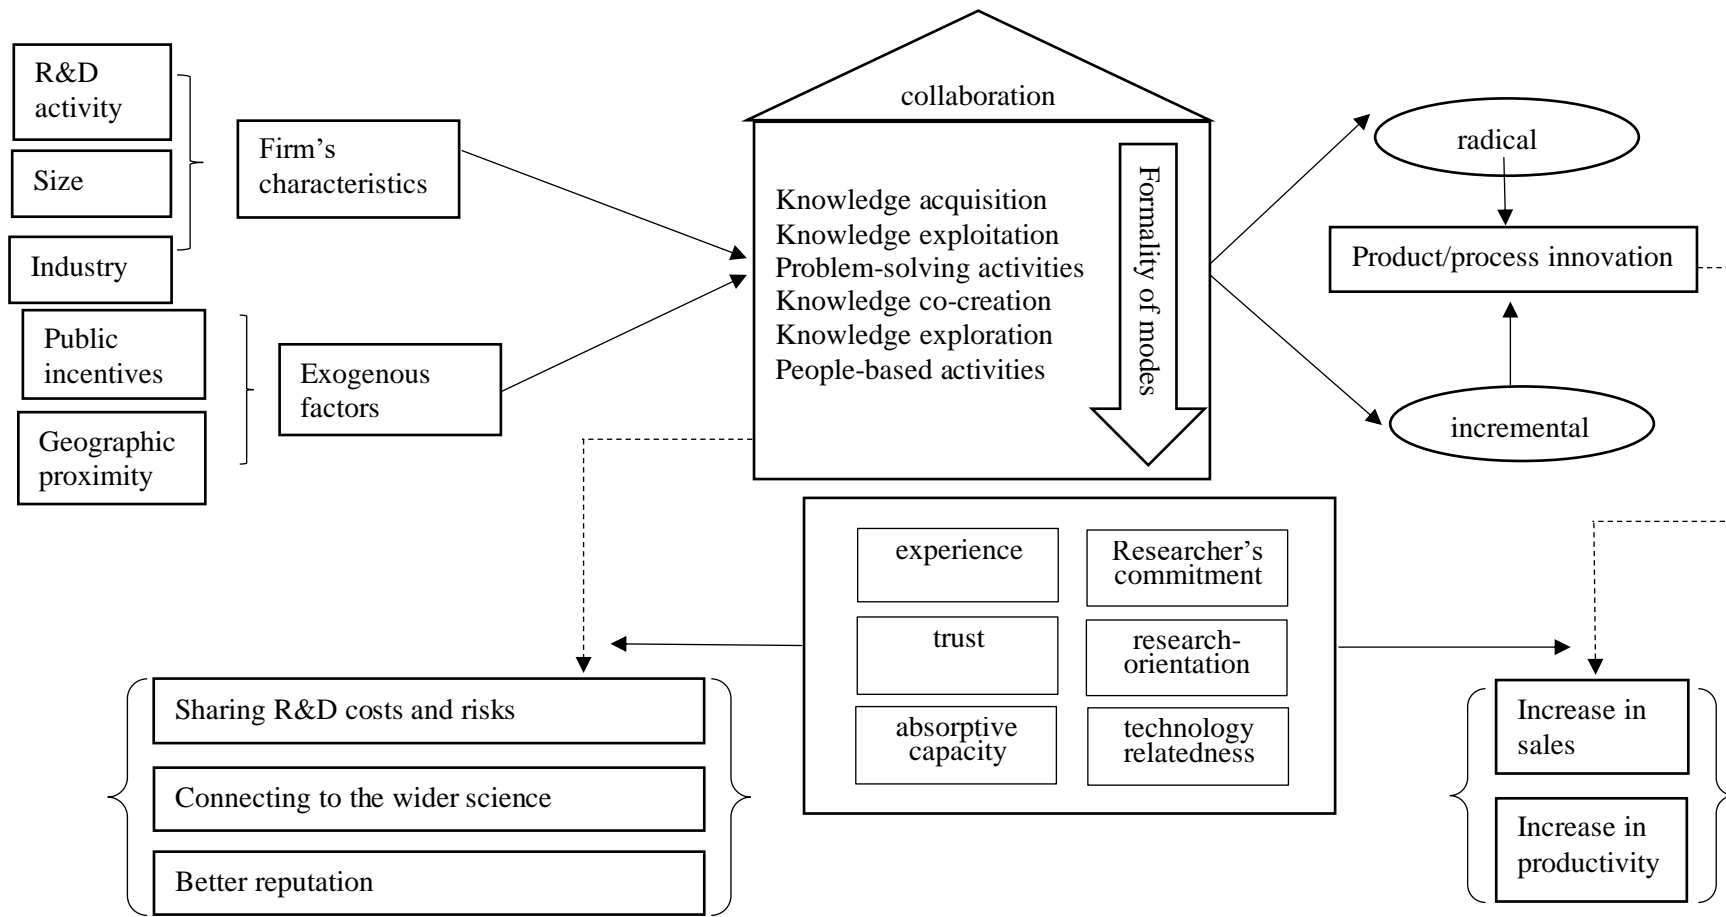 R&D
activity
Size
Industry
Public
incentives
Geographic
proximity
Firm's
characteristics
Exogenous
factors
collaboration
Knowledge acquisition
Knowledge exploitation
Problem-solving activities
Knowledge co-creation
Knowledge exploration
People-based activities
Formality of modes
radical
Product/process innovation
incremental
experience
Researcher's
commitment
trust
research-
orientation
absorptive
capacity
technology
relatedness
Sharing R&D costs and risks
Connecting to the wider science
Better reputation
Increase in
sales
Increase in
productivity